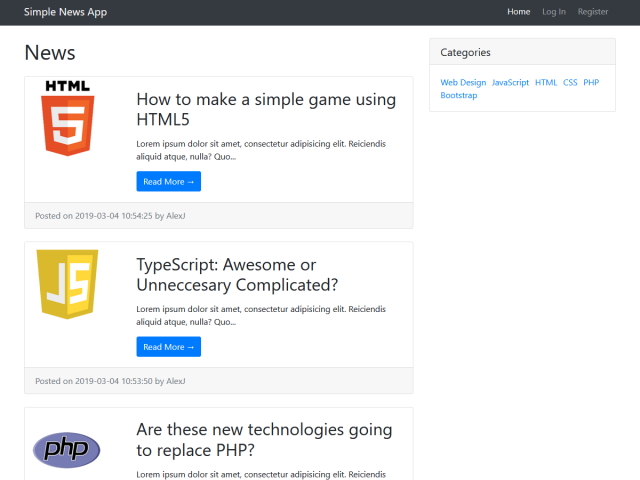 Simple News App
Home Log In Register
News
HTML
5
How to make a simple game using
HTML5
Lorem ipsum dolor sit amet, consectetur adipisicing elit. Reiciendis
aliquid atque, nulla? Quo...
Read More →
Posted on 2019-03-04 10:54:25 by AlexJ
JS
TypeScript: Awesome or
Unneccesary Complicated?
Lorem ipsum dolor sit amet, consectetur adipisicing elit. Reiciendis
aliquid atque, nulla? Quo...
Read More →
Posted on 2019-03-04 10:53:50 by AlexJ
php
Are these new technologies going
to replace PHP?
Lorem ipsum dolor sit amet, consectetur adipisicing elit. Reiciendis
Categories
Web Design JavaScript HTML CSS PHP
Bootstrap